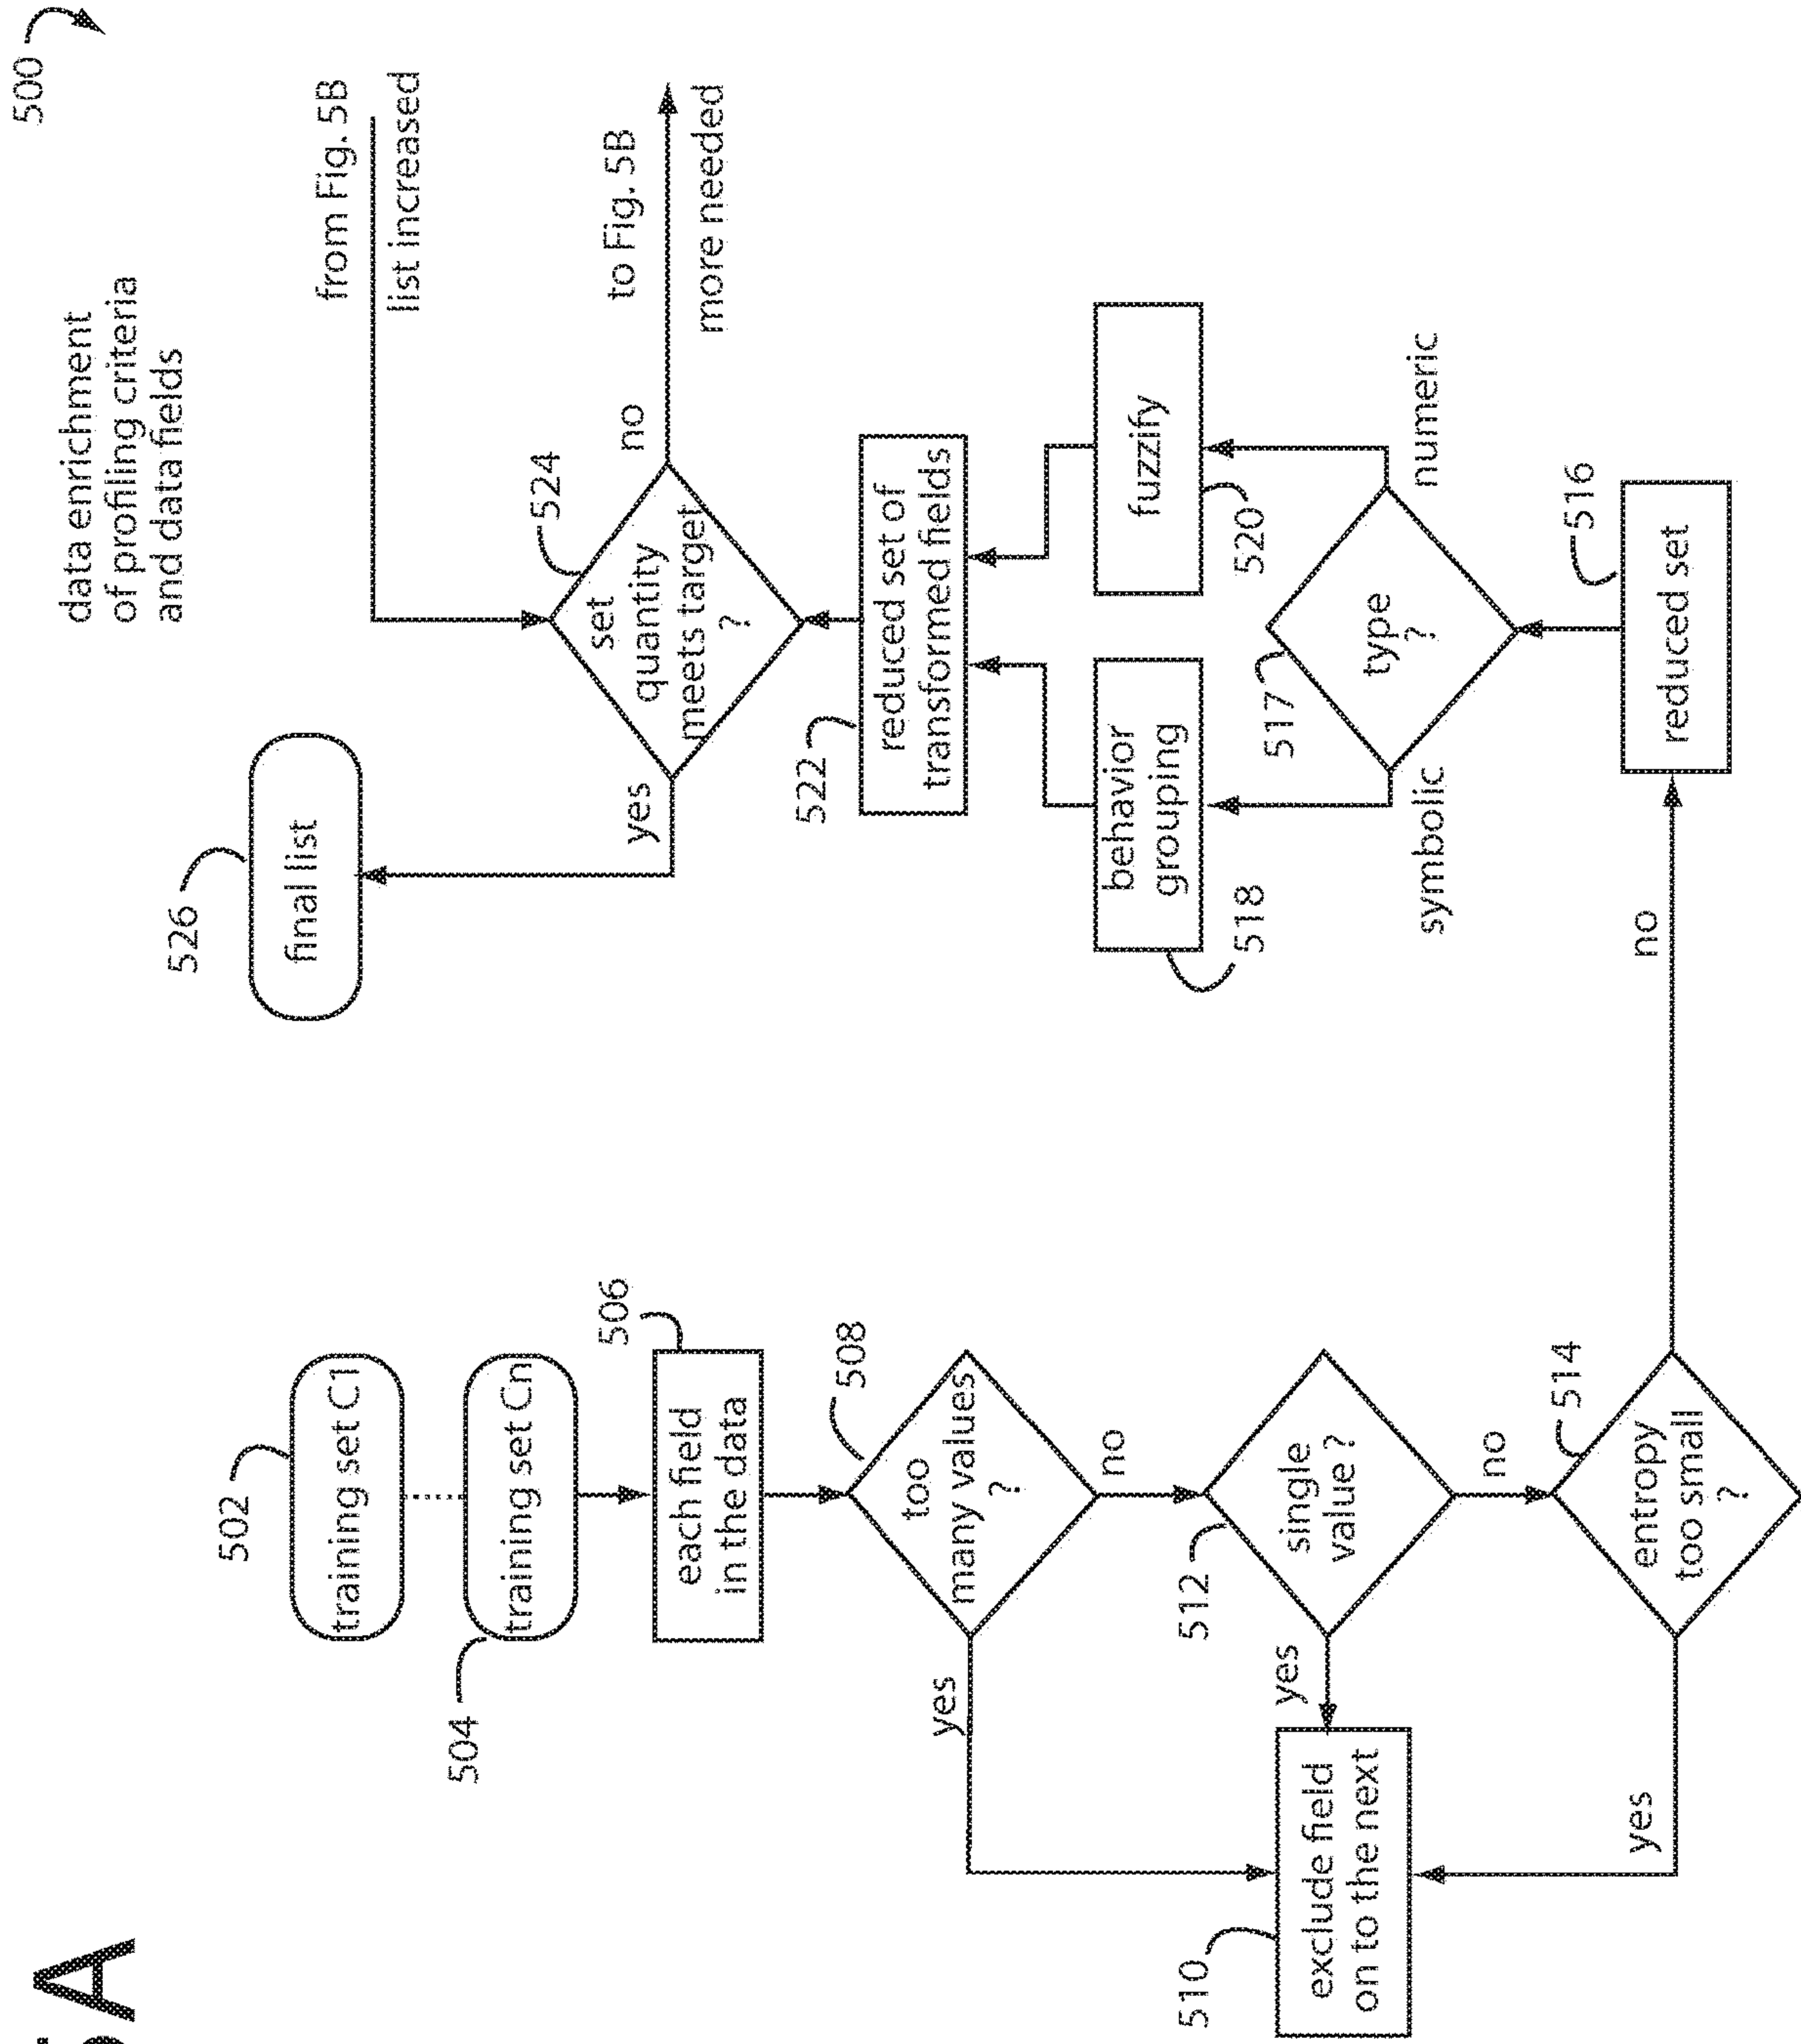 500
data enrichment
of profiling criteria
and data fields
502
training set C1
504
training set Cn
506
each field
in the data
508
too
many values
?
yes
no
510
exclude field
on to the next
512
single
value ?
yes
no
514
entropy
too small
?
yes
no
516
reduced set
517
type
?
symbolic
numeric
518
behavior
grouping
520
fuzzify
522
reduced set of
transformed fields
524
set
quantity
meets target
?
yes
no
from Fig. 5B
list increased
to Fig. 5B
more needed
526
final list